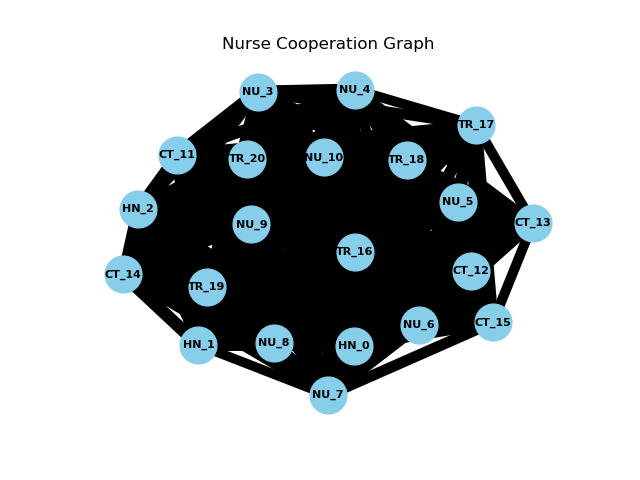 Nurse Cooperation Graph
NU_3
NU_4
TR_17
CT_11
TR_20
NU_10
TR_18
HN_2
NU_5
NU_9
CT_13
TR_16
CT_14
TR_19
CT_12
HN_1
NU_8
HN_0
NU_6
CT_15
NU_7